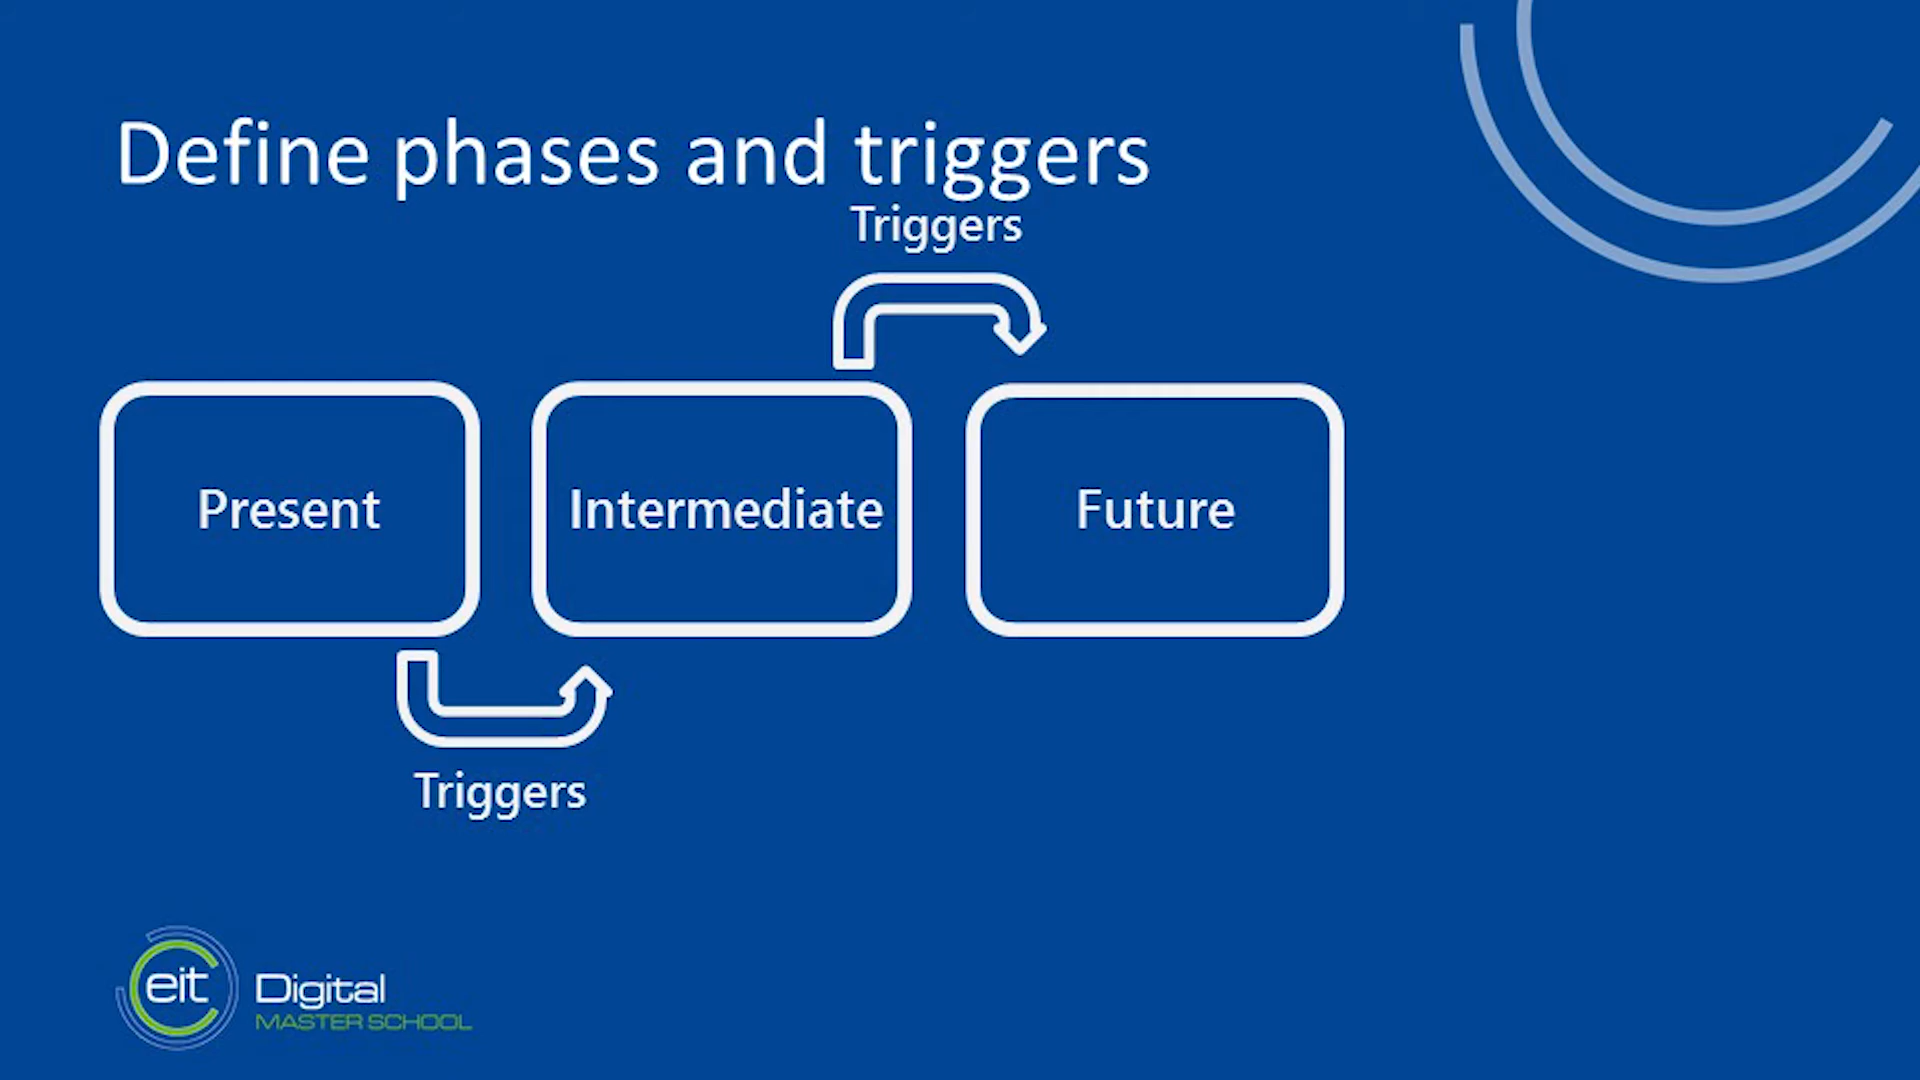 Define phases and triggers
Triggers
Present
Intermediate
Future
Triggers
eit Digital
MASTER SCHOOL